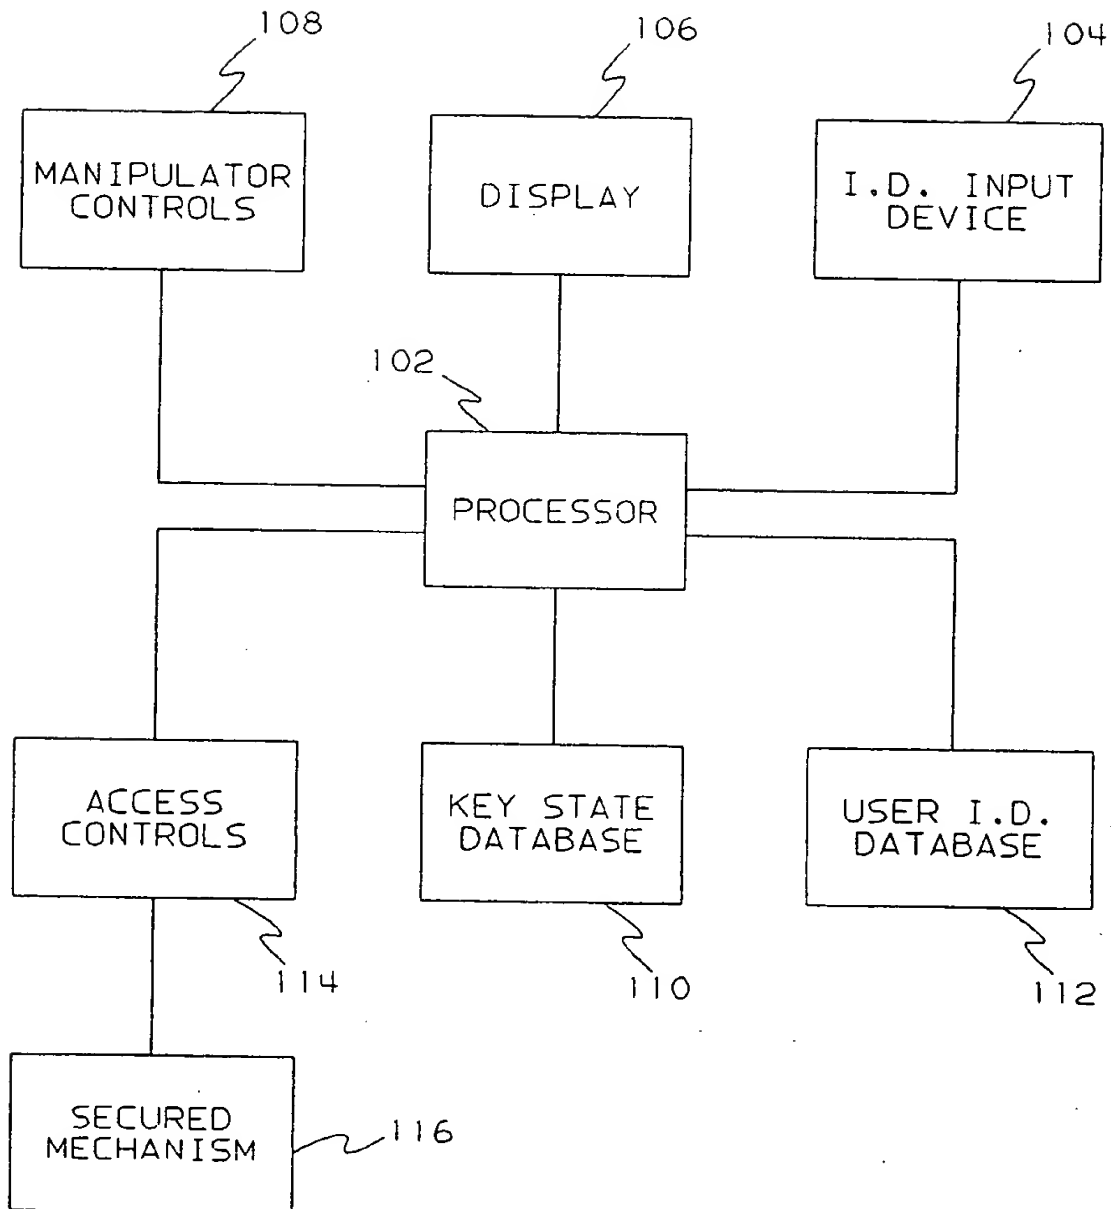 108
106
104
MANIPULATOR
CONTROLS
DISPLAY
I.D. INPUT
DEVICE
102
PROCESSOR
ACCESS
CONTROLS
KEY STATE
DATABASE
USER I.D.
DATABASE
114
110
112
SECURED
MECHANISM
116